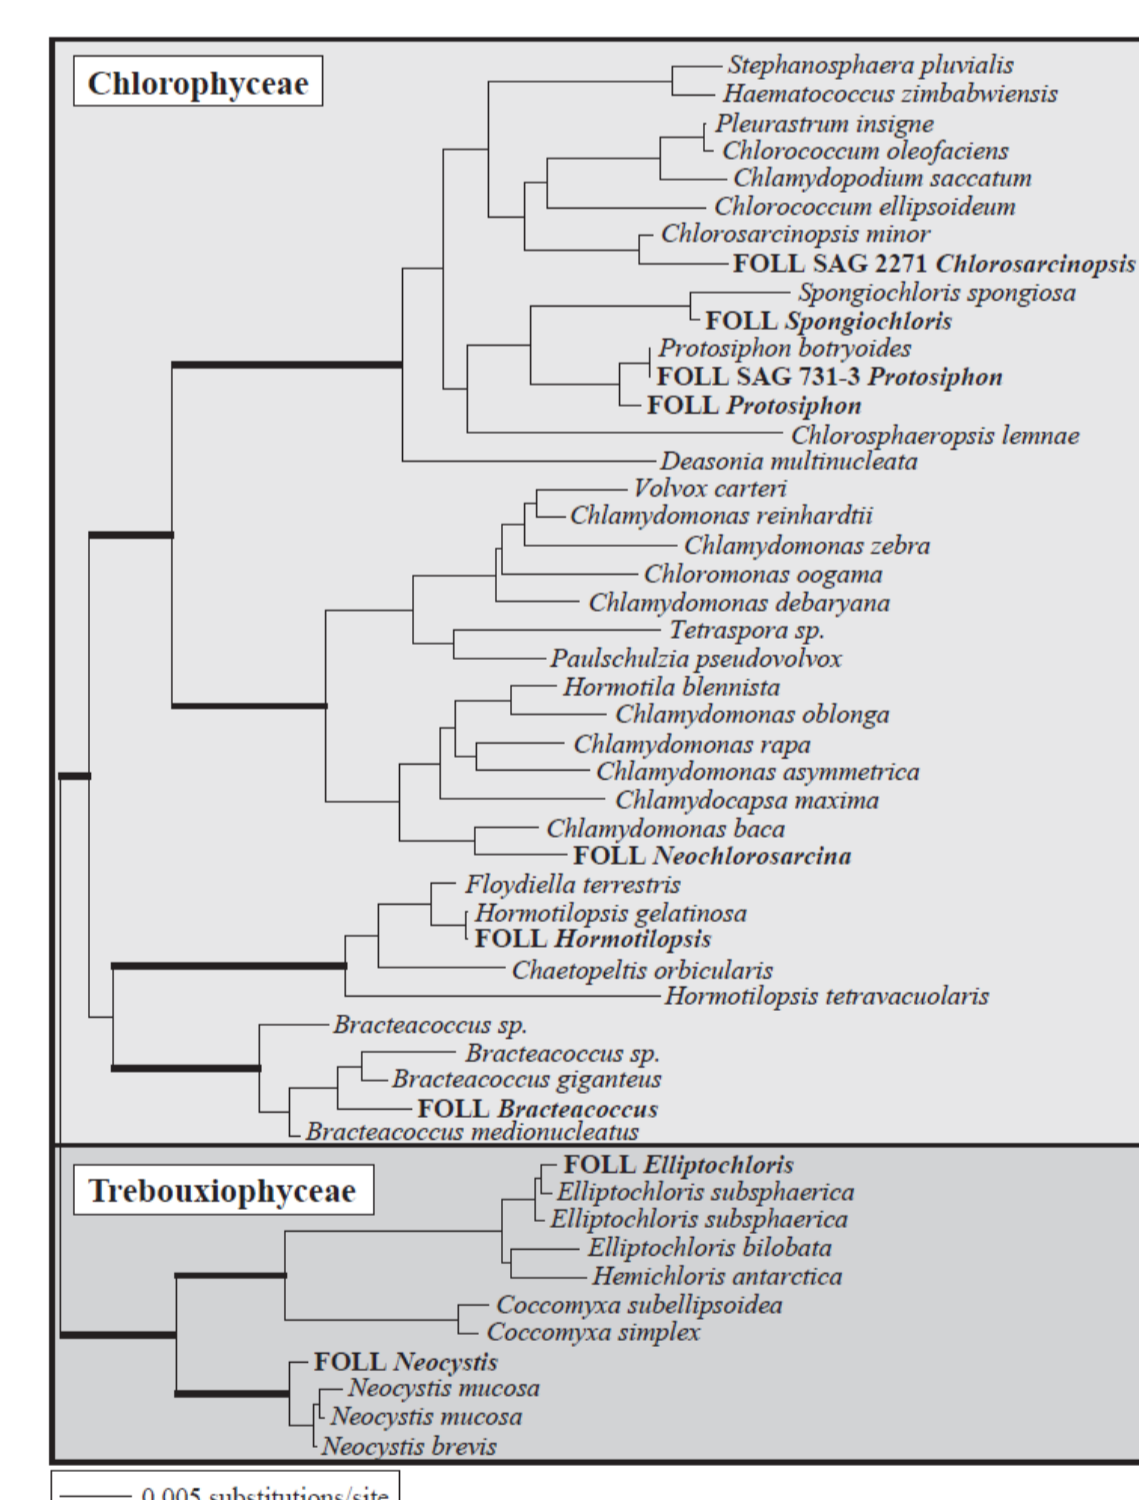 Chlorophyceae
Stephanosphaera pluvialis
Haematococcus zimbabwiensis
Pleurastrum insigne
Chlorococcum oleofaciens
Chlamydopodium saccatum
Chlorococcum ellipsoideum
Chlorosarcinopsis minor
FOLL SAG 2271 Chlorosarcinopsis
Spongiochloris spongiosa
FOLL Spongiochloris
Protosiphon botryoides
FOLL SAG 731-3 Protosiphon
FOLL Protosiphon
Chlorosphaeropsis lemnae
Deasonia multinucleata
Volvox carteri
Chlamydomonas reinhardtii
Chlamydomonas zebra
Chloromonas oogama
Chlamydomonas debaryana
Tetraspora sp.
Paulschulzia pseudovolvox
Hormotila blennista
Chlamydomonas oblonga
Chlamydomonas rapa
Chlamydomonas asymmetrica
Chlamydocapsa maxima
Chlamydomonas baca
FOLL Neochlorosarcina
Floydiella terrestris
Hormotilopsis gelatinosa
FOLL Hormotilopsis
Chaetopeltis orbicularis
Hormotilopsis tetravacuolaris
Bracteacoccus sp.
Bracteacoccus sp.
Bracteacoccus giganteus
FOLL Bracteacoccus
Bracteacoccus medionucleatus
Trebouxiophyceae
FOLL Elliptochloris
Elliptochloris subsphaerica
Elliptochloris subsphaerica
Elliptochloris bilobata
Hemichloris antarctica
Coccomyxa subellipsoidea
Coccomyxa simplex
FOLL Neocystis
Neocystis mucosa
Neocystis mucosa
Neocystis brevis
0.005 substitutions/site